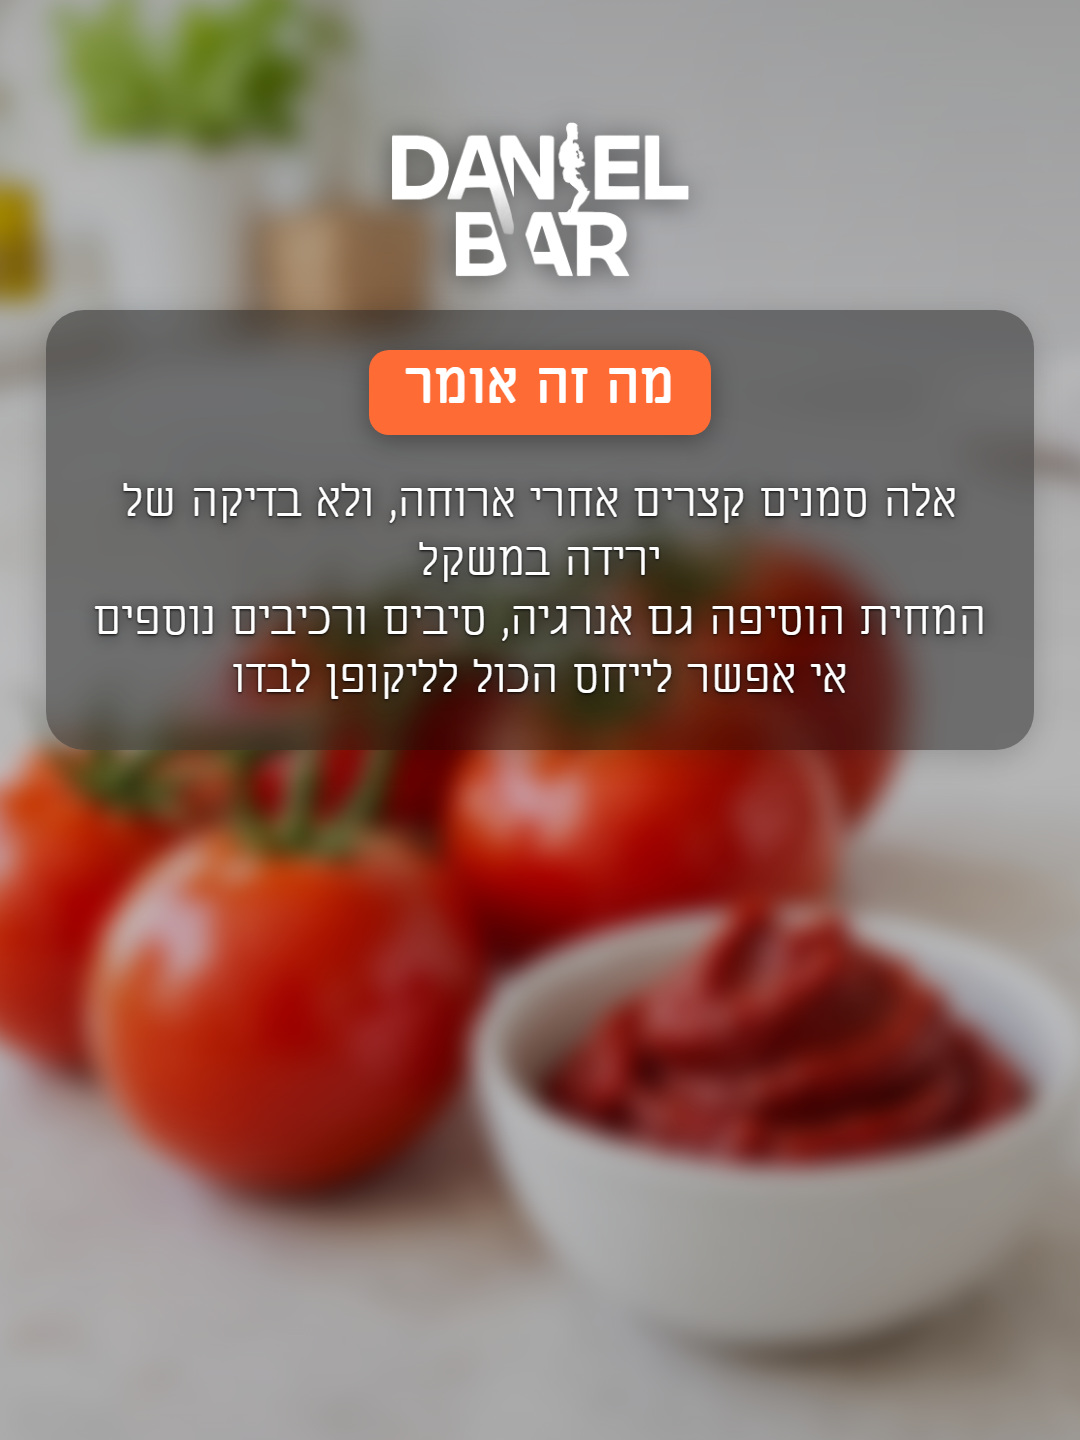 DANIEL
BAR
מה זה אומר
אלה סמנים קצרים אחרי ארוחה, ולא בדיקה של
ירידה במשקל
המחית הוסיפה גם אנרגיה, סיבים ורכיבים נוספים
אי אפשר לייחס הכול לליקופן לבדו